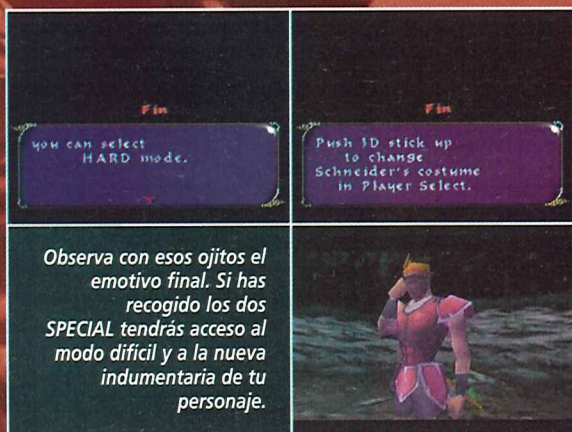 Fin
you can select
HARD mode.
Fin
Push 3D stick up
to change
Schneider's costume
in Player Select.
Observa con esos ojitos el
emotivo final. Si has
recogido los dos
SPECIAL tendrás acceso al
modo difícil y a la nueva
indumentaria de tu
personaje.